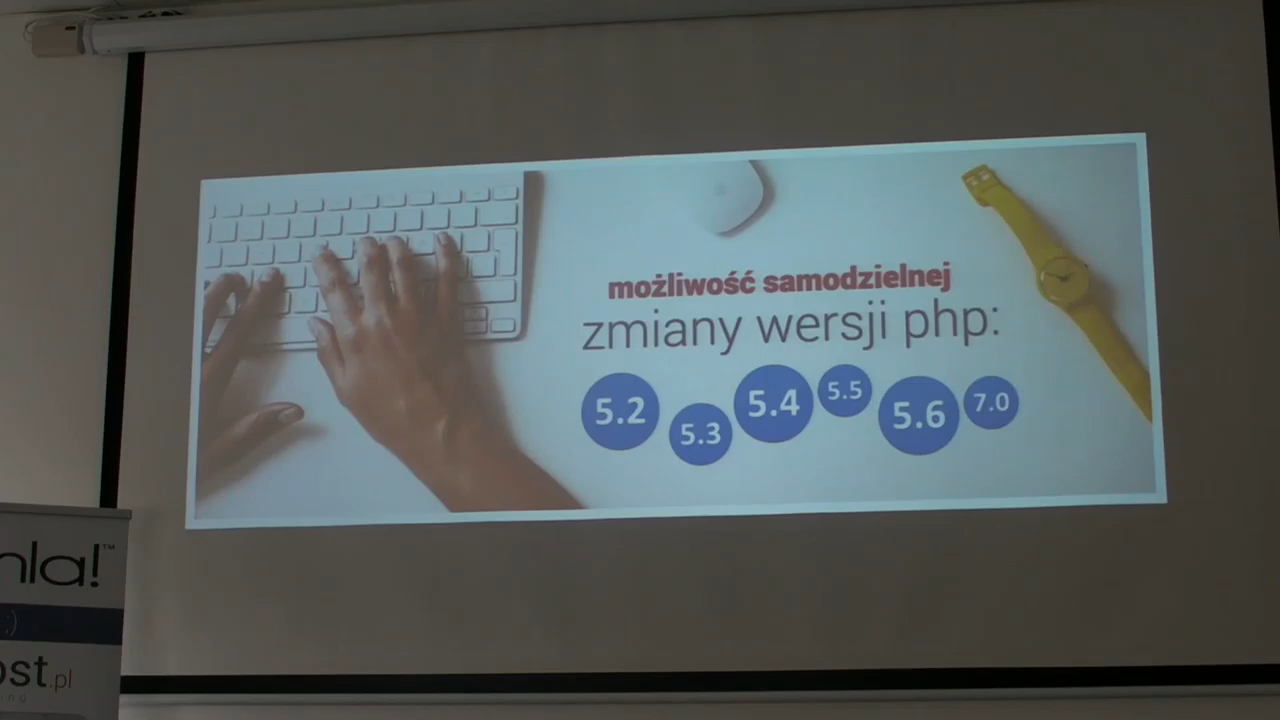 możliwość samodzielnej
zmiany wersji php:
5.2
5.3
5.4
5.5
5.6
7.0
nla!™
:)
ost.pl